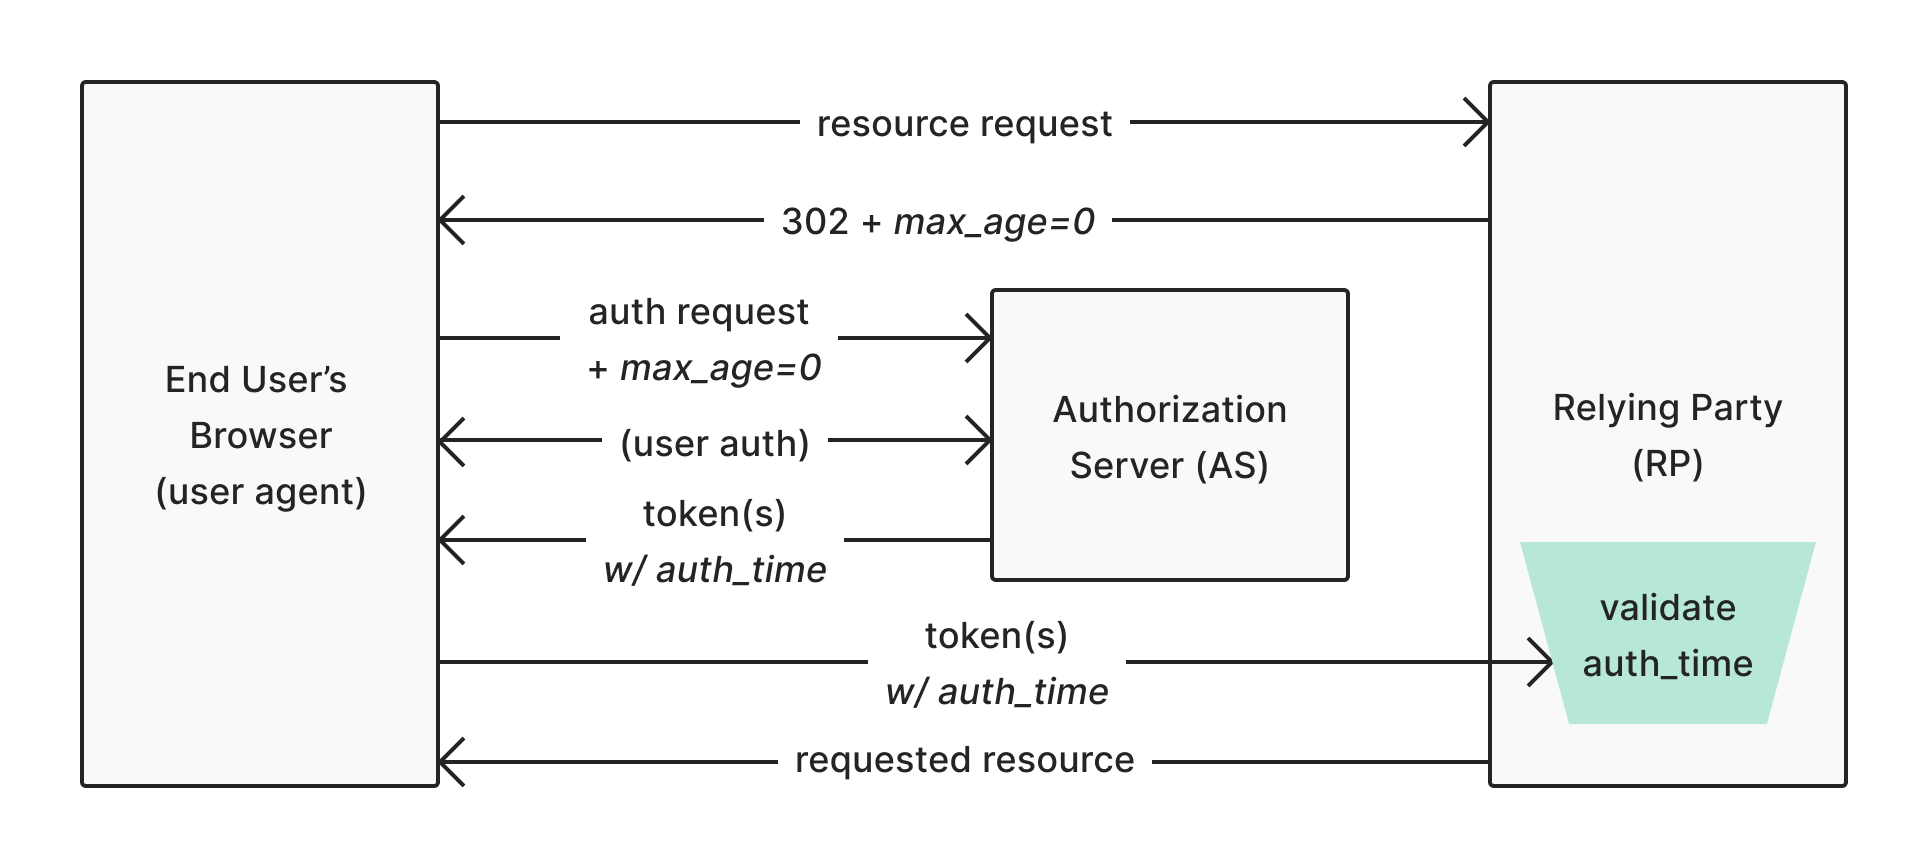 resource request
302 + max_age=0
auth request
+ max_age=0
End User’s
Browser
(user agent)
(user auth)
token(s)
w/ auth_time
Authorization
Server (AS)
Relying Party
(RP)
validate
auth_time
token(s)
w/ auth_time
requested resource